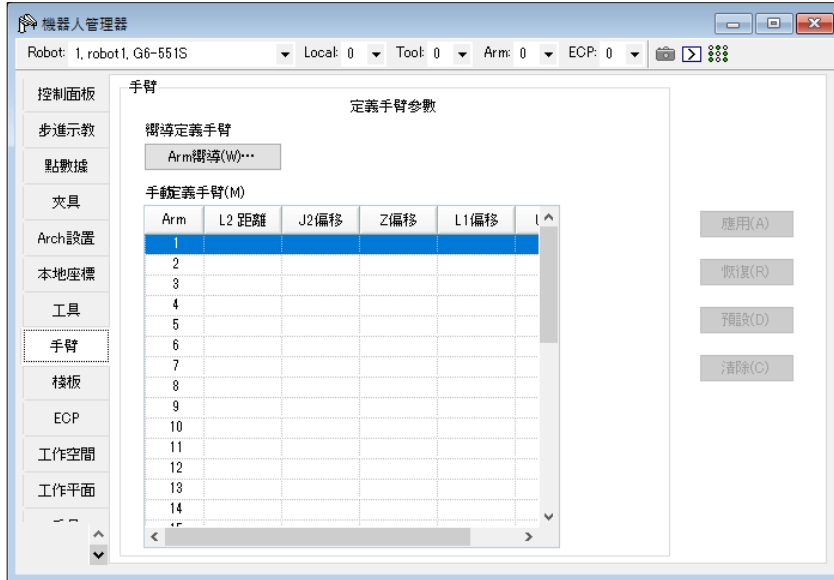 機器人管理器
Robot: 1, robot1, G6-551S Local: 0 Tool: 0 Arm: 0 ECP: 0
控制面板
步進示教
點數據
夾具
Arch設置
本地座標
工具
手臂
棧板
ECP
工作空間
工作平面
手臂
定義手臂参數
嚮導定義手臂
Arm嚮導(W)…
手動定義手臂(M)
Arm L2 距離 J2偏移 Z偏移 L1偏移
1
2
3
4
5
6
7
8
9
10
11
12
13
14
15
應用(A)
恢復(R)
預設(D)
清除(C)